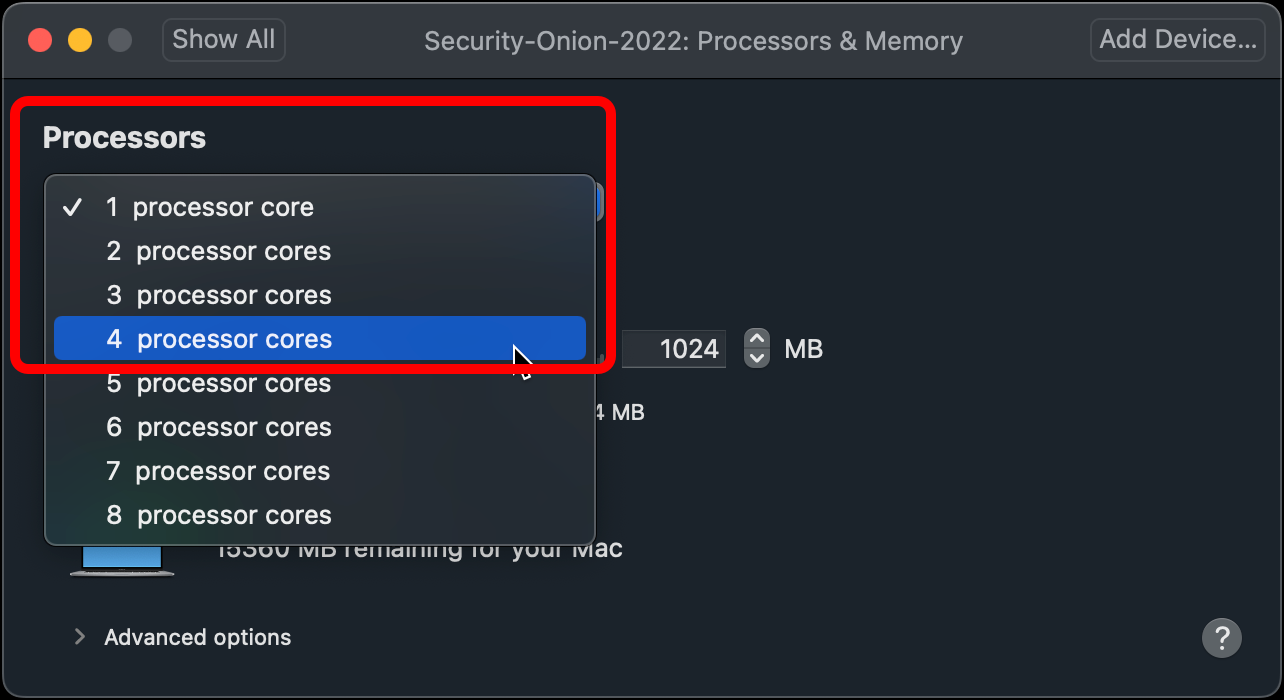 Show All
Security-Onion-2022: Processors & Memory
Add Device...
Processors
✓ 1 processor core
2 processor cores
3 processor cores
4 processor cores
1024 MB
5 processor cores
4 MB
6 processor cores
7 processor cores
8 processor cores
15360 MB remaining for your Mac
Advanced options
?